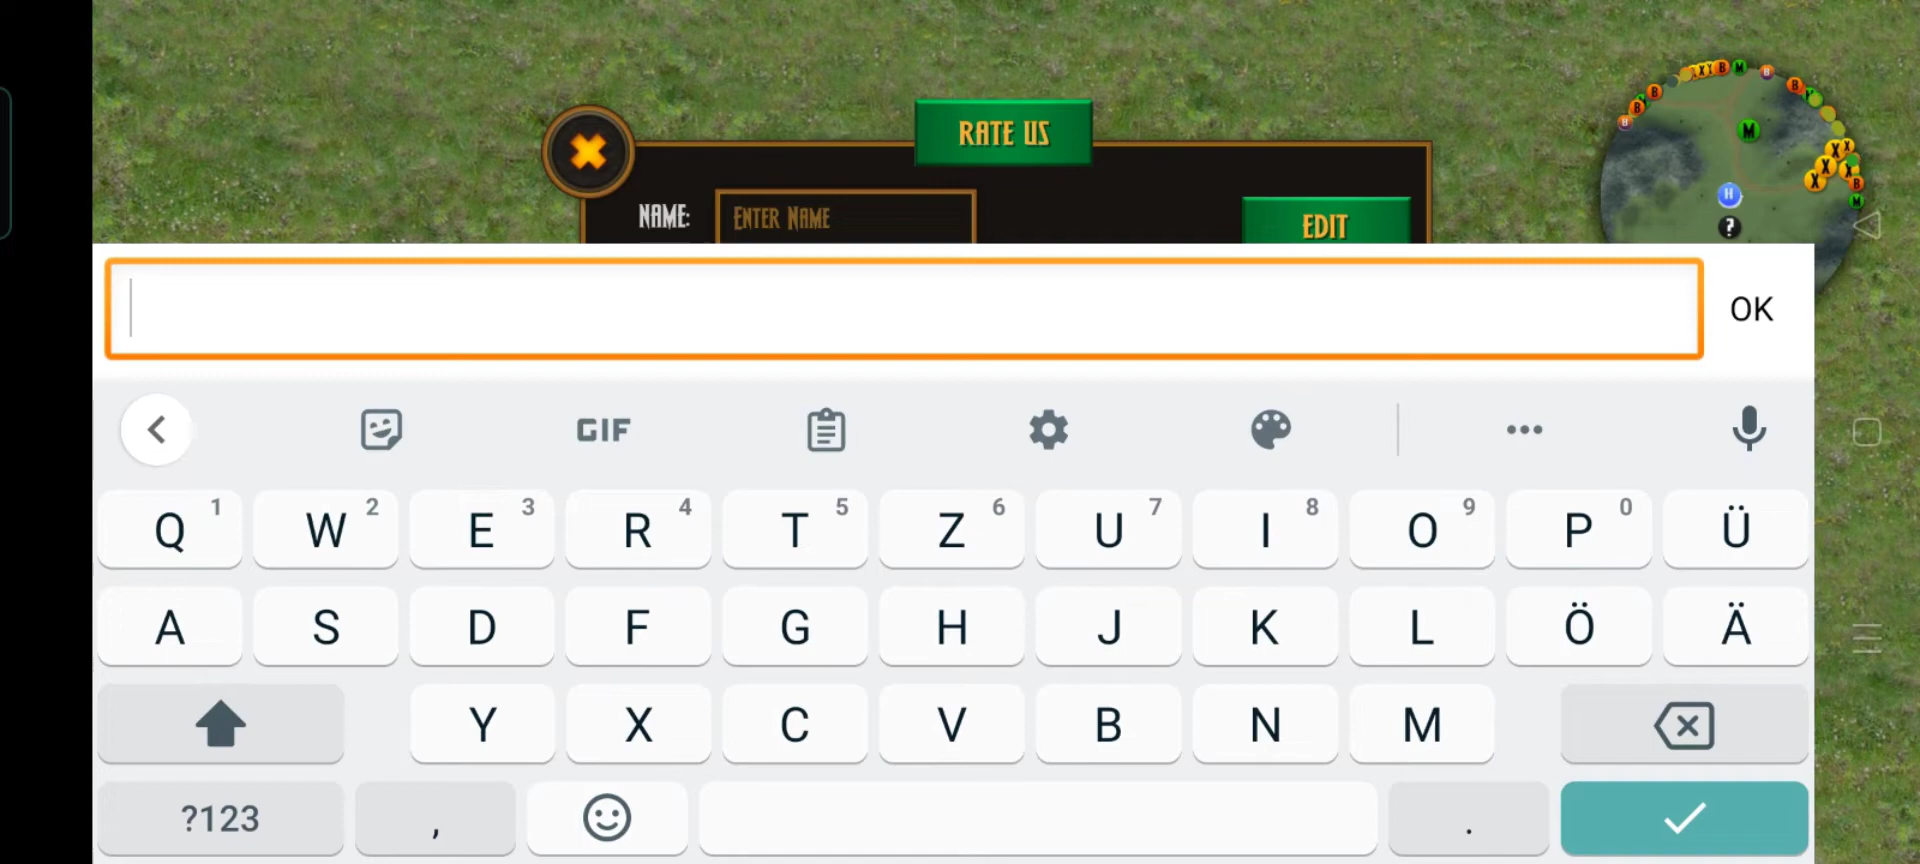 RATE US
NAME:
ENTER NAME
EDIT
M
H
?
OK
GIF
Q 1 W 2 E 3 R 4 T 5 Z 6 U 7 I 8 O 9 P 0 Ü
A S D F G H J K L Ö Ä
Y X C V B N M
?123 , .